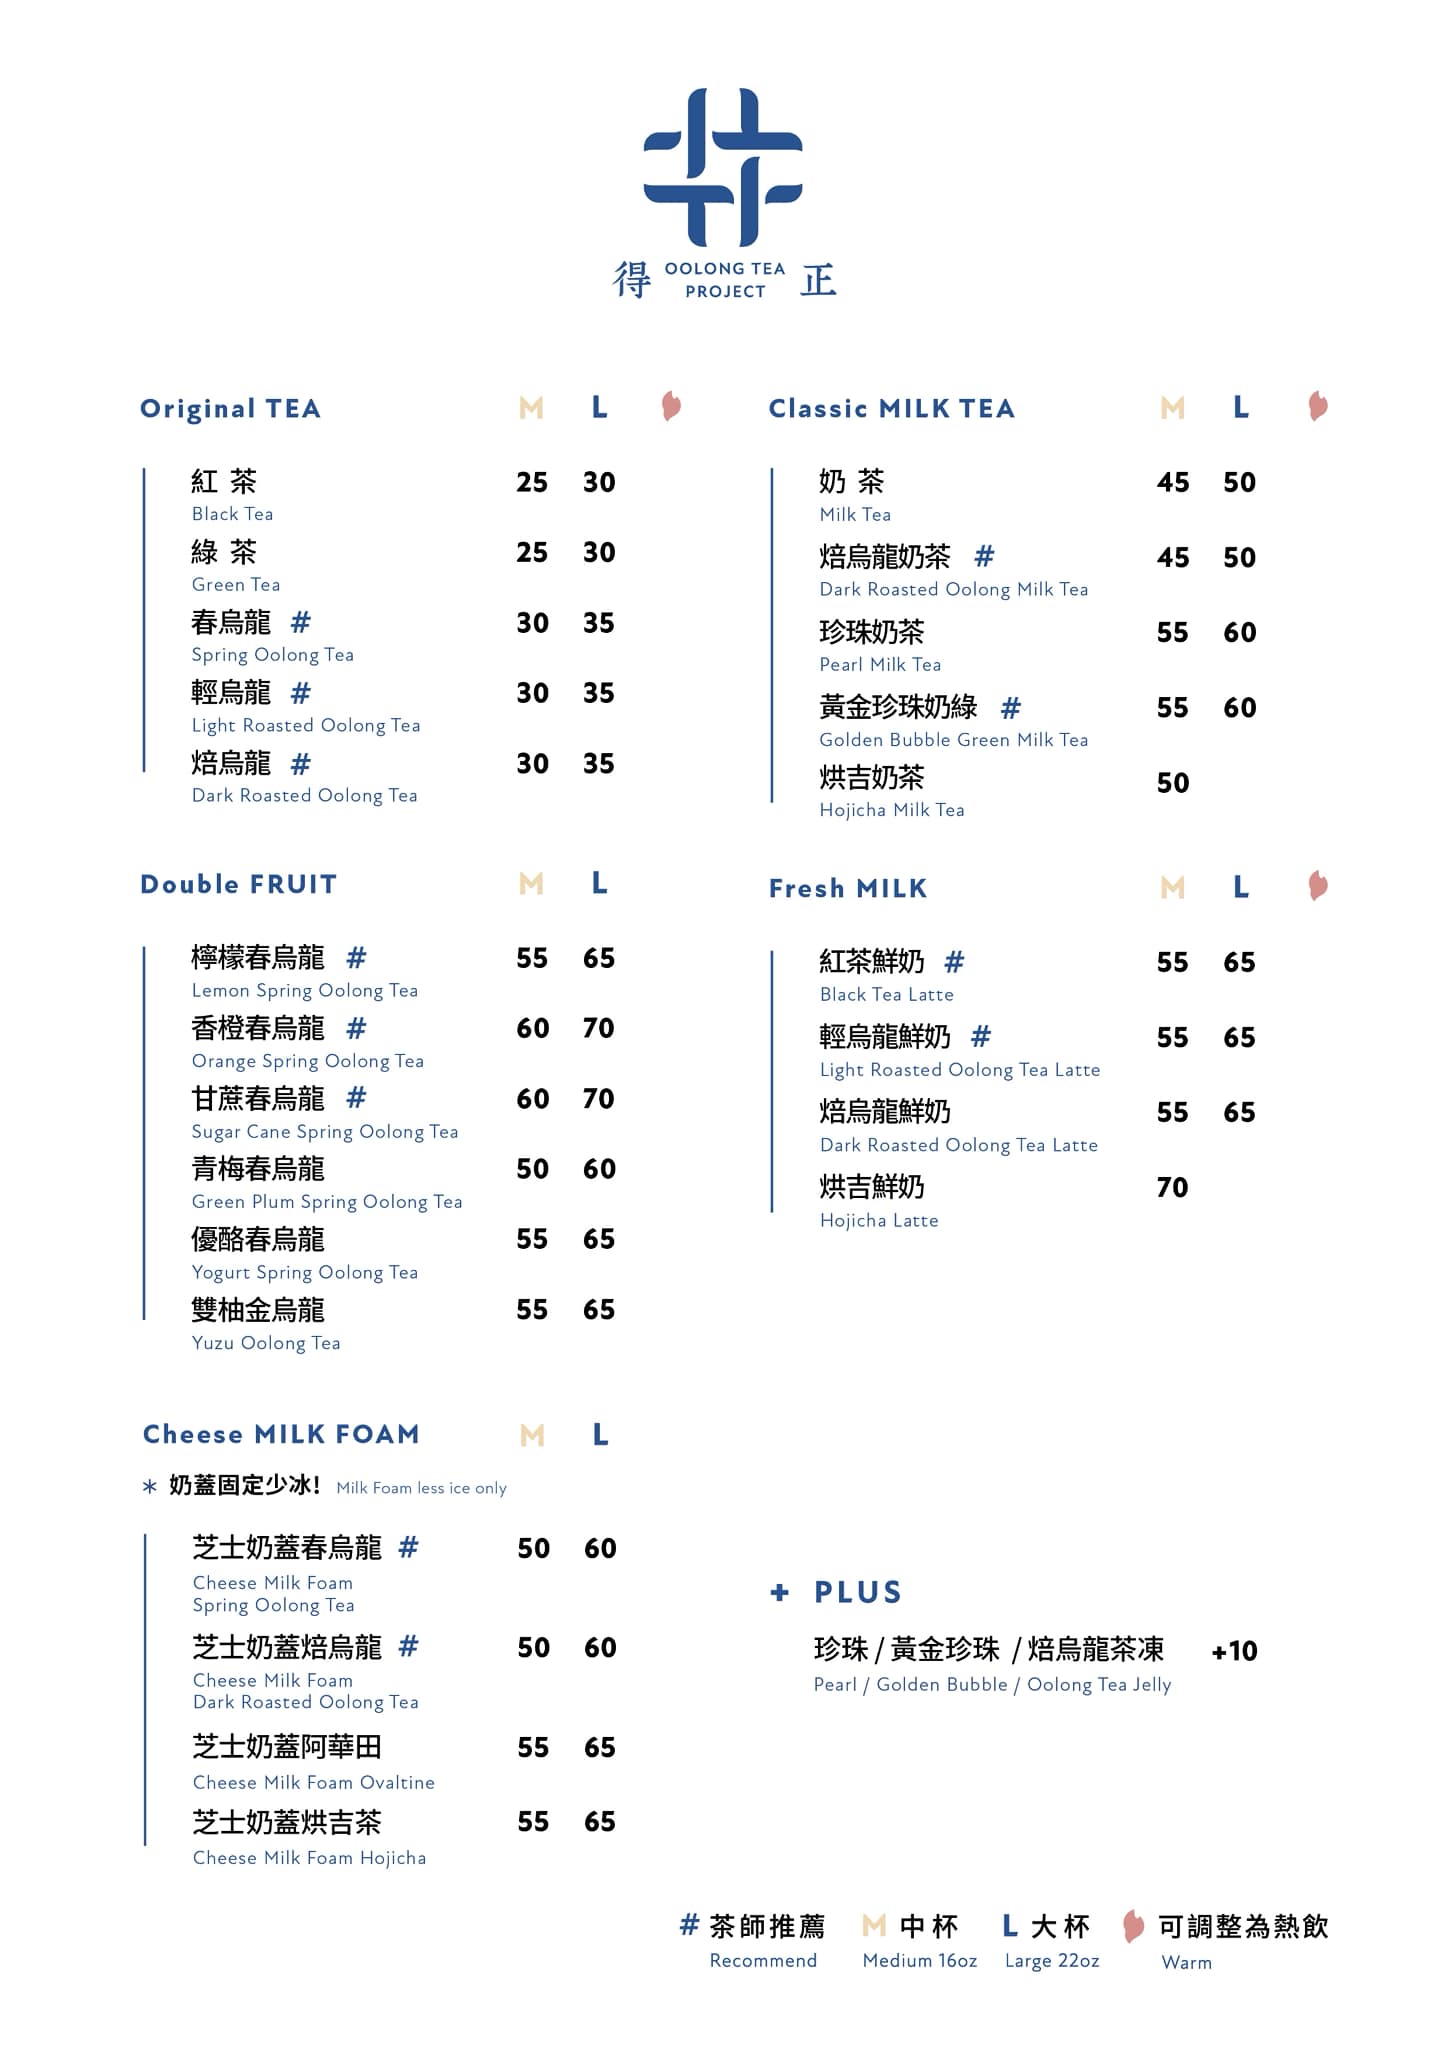 得 OOLONG TEA PROJECT 正
Original TEA M L
紅 茶 25 30
Black Tea
綠 茶 25 30
Green Tea
春烏龍 # 30 35
Spring Oolong Tea
輕烏龍 # 30 35
Light Roasted Oolong Tea
焙烏龍 # 30 35
Dark Roasted Oolong Tea
Double FRUIT M L
檸檬春烏龍 # 55 65
Lemon Spring Oolong Tea
香橙春烏龍 # 60 70
Orange Spring Oolong Tea
甘蔗春烏龍 # 60 70
Sugar Cane Spring Oolong Tea
青梅春烏龍 50 60
Green Plum Spring Oolong Tea
優酪春烏龍 55 65
Yogurt Spring Oolong Tea
雙柚金烏龍 55 65
Yuzu Oolong Tea
Cheese MILK FOAM M L
* 奶蓋固定少冰! Milk Foam less ice only
芝士奶蓋春烏龍 # 50 60
Cheese Milk Foam
Spring Oolong Tea
芝士奶蓋焙烏龍 # 50 60
Cheese Milk Foam
Dark Roasted Oolong Tea
芝士奶蓋阿華田 55 65
Cheese Milk Foam Ovaltine
芝士奶蓋烘吉茶 55 65
Cheese Milk Foam Hojicha
Classic MILK TEA M L
奶 茶 45 50
Milk Tea
焙烏龍奶茶 # 45 50
Dark Roasted Oolong Milk Tea
珍珠奶茶 55 60
Pearl Milk Tea
黃金珍珠奶綠 # 55 60
Golden Bubble Green Milk Tea
烘吉奶茶 50
Hojicha Milk Tea
Fresh MILK M L
紅茶鮮奶 # 55 65
Black Tea Latte
輕烏龍鮮奶 # 55 65
Light Roasted Oolong Tea Latte
焙烏龍鮮奶 55 65
Dark Roasted Oolong Tea Latte
烘吉鮮奶 70
Hojicha Latte
+ PLUS
珍珠 / 黃金珍珠 / 焙烏龍茶凍 +10
Pearl / Golden Bubble / Oolong Tea Jelly
# 茶師推薦 M 中杯 L 大杯 可調整為熱飲
Recommend Medium 16oz Large 22oz Warm